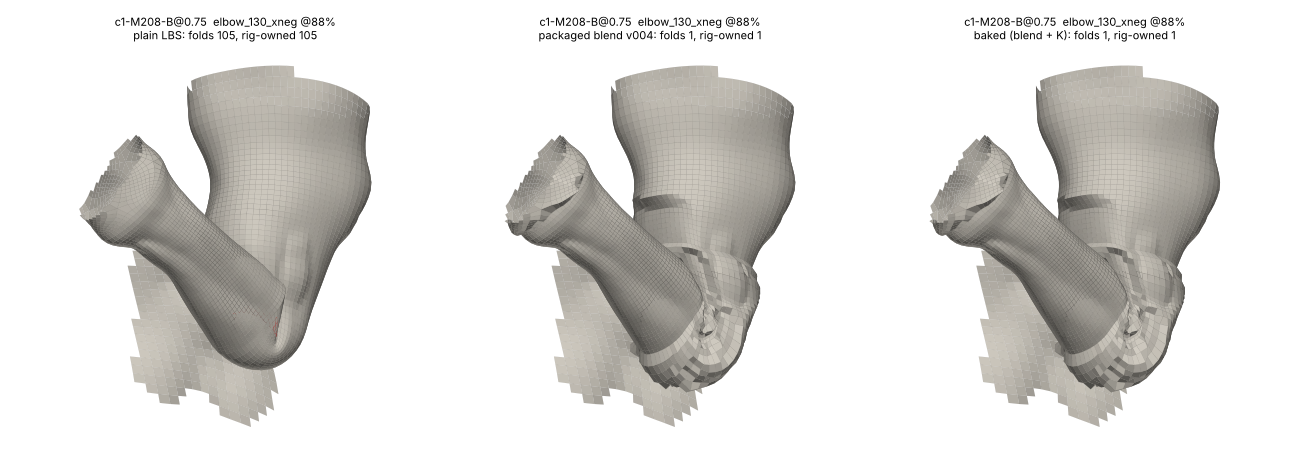 c1-M208-B@0.75  elbow_130_xneg @88%
plain LBS: folds 105, rig-owned 105
c1-M208-B@0.75  elbow_130_xneg @88%
packaged blend v004: folds 1, rig-owned 1
c1-M208-B@0.75  elbow_130_xneg @88%
baked (blend + K): folds 1, rig-owned 1